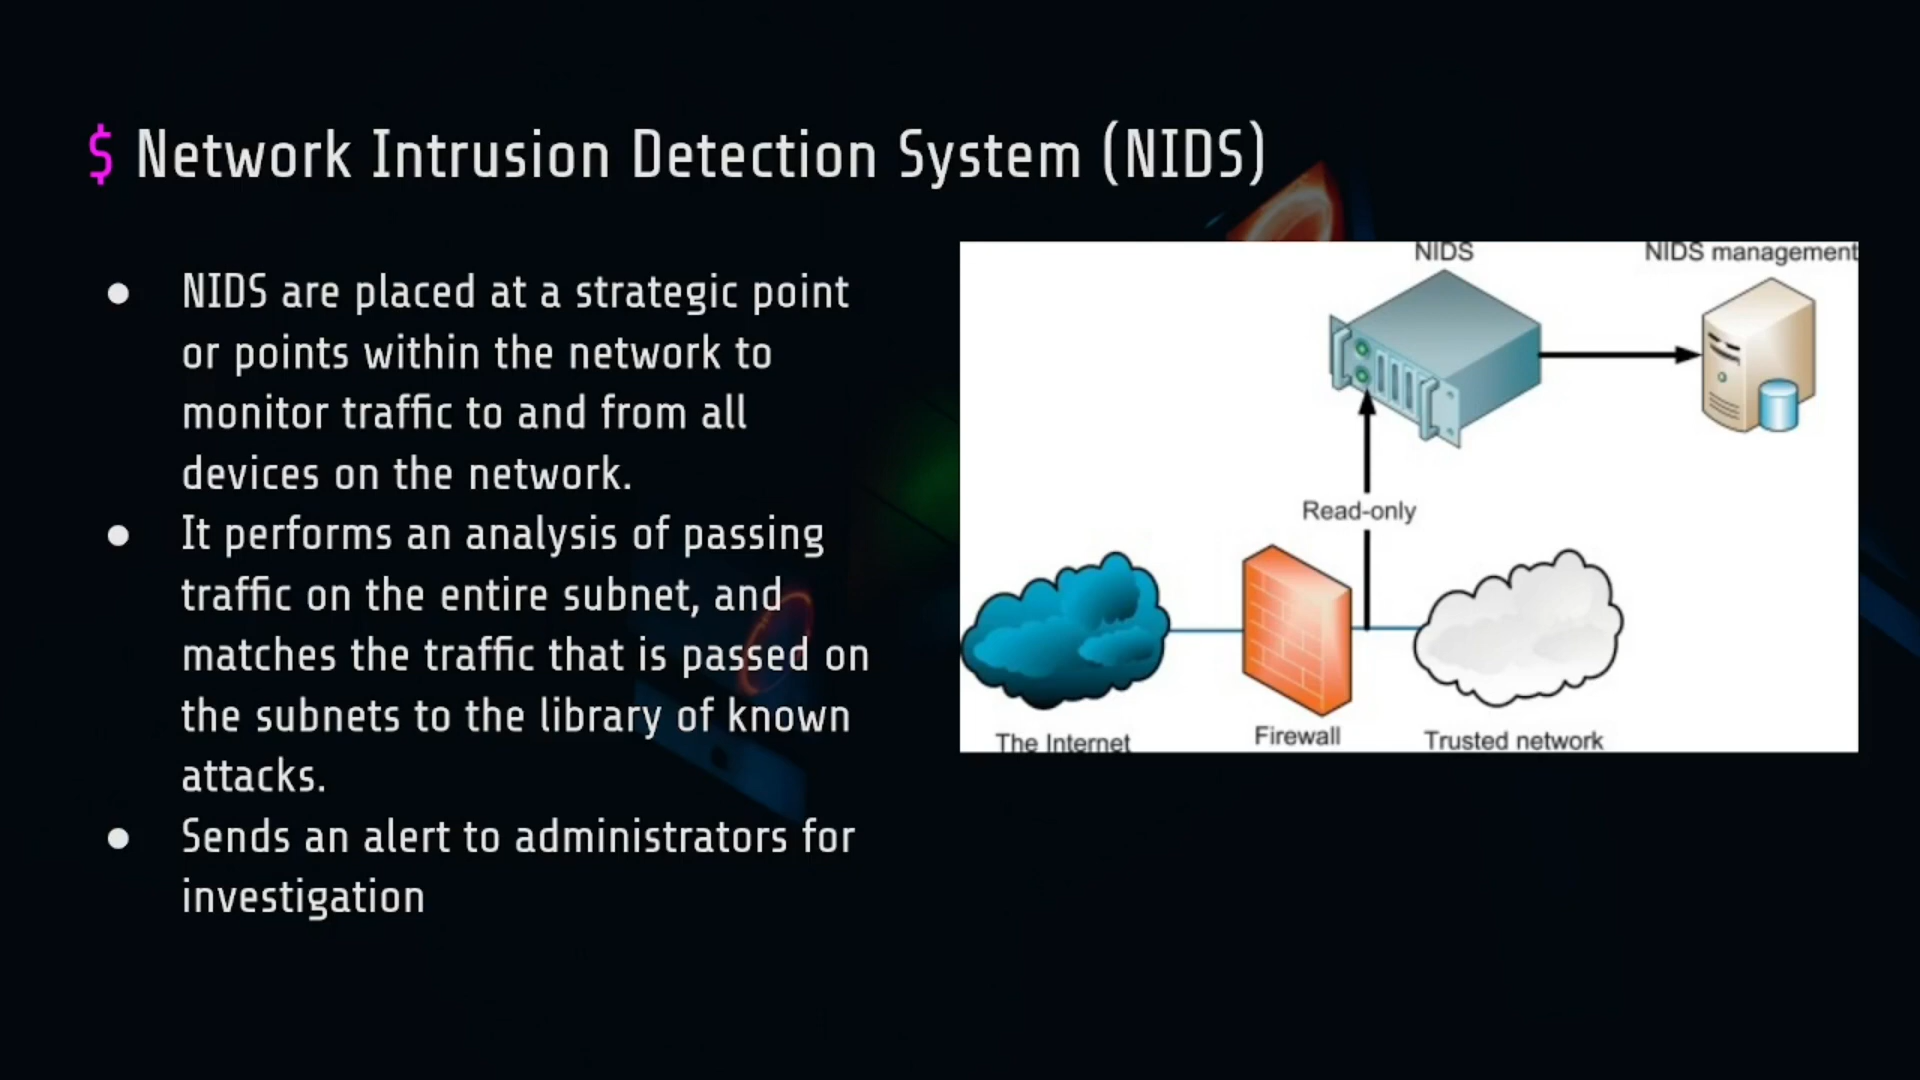 $ Network Intrusion Detection System (NIDS)
● NIDS are placed at a strategic point
or points within the network to
monitor traffic to and from all
devices on the network.
● It performs an analysis of passing
traffic on the entire subnet, and
matches the traffic that is passed on
the subnets to the library of known
attacks.
● Sends an alert to administrators for
investigation
NIDS
NIDS management
Read-only
The Internet
Firewall
Trusted network